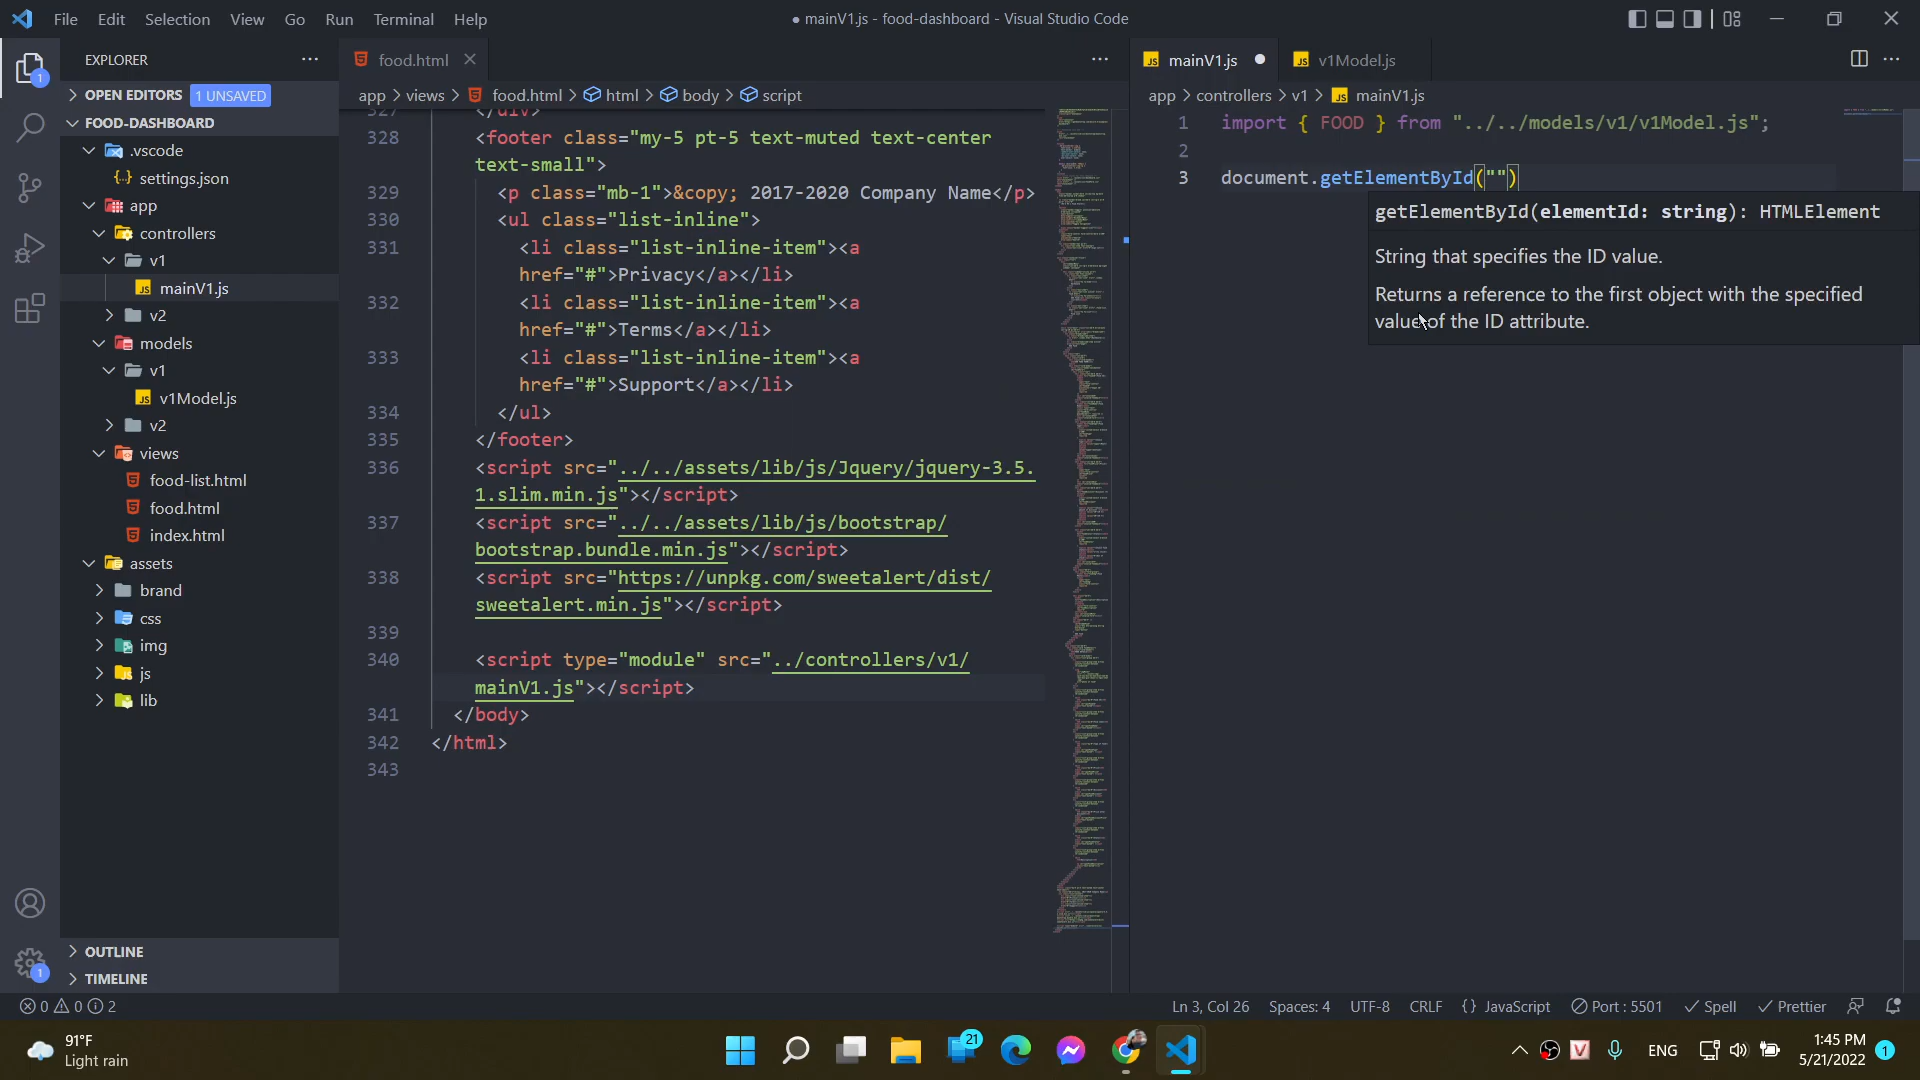 File Edit Selection View Go Run Terminal Help
● mainV1.js - food-dashboard - Visual Studio Code
EXPLORER
OPEN EDITORS 1 UNSAVED
FOOD-DASHBOARD
.vscode
settings.json
app
controllers
v1
mainV1.js
v2
models
v1
v1Model.js
v2
views
food-list.html
food.html
index.html
assets
brand
css
img
js
lib
OUTLINE
TIMELINE
food.html
app > views > food.html > html > body > script
327 </div>
328 <footer class="my-5 pt-5 text-muted text-center
text-small">
329 <p class="mb-1">&copy; 2017-2020 Company Name</p>
330 <ul class="list-inline">
331 <li class="list-inline-item"><a
href="#">Privacy</a></li>
332 <li class="list-inline-item"><a
href="#">Terms</a></li>
333 <li class="list-inline-item"><a
href="#">Support</a></li>
334 </ul>
335 </footer>
336 <script src="../../assets/lib/js/Jquery/jquery-3.5.
1.slim.min.js"></script>
337 <script src="../../assets/lib/js/bootstrap/
bootstrap.bundle.min.js"></script>
338 <script src="https://unpkg.com/sweetalert/dist/
sweetalert.min.js"></script>
339
340 <script type="module" src="../controllers/v1/
mainV1.js"></script>
341 </body>
342 </html>
343
mainV1.js v1Model.js
app > controllers > v1 > mainV1.js
1 import { FOOD } from "../../models/v1/v1Model.js";
2
3 document.getElementById("")
getElementById(elementId: string): HTMLElement
String that specifies the ID value.
Returns a reference to the first object with the specified
value of the ID attribute.
0 0 2
Ln 3, Col 26 Spaces: 4 UTF-8 CRLF {} JavaScript Port : 5501 Spell Prettier
91°F
Light rain
21
ENG
1:45 PM
5/21/2022
1